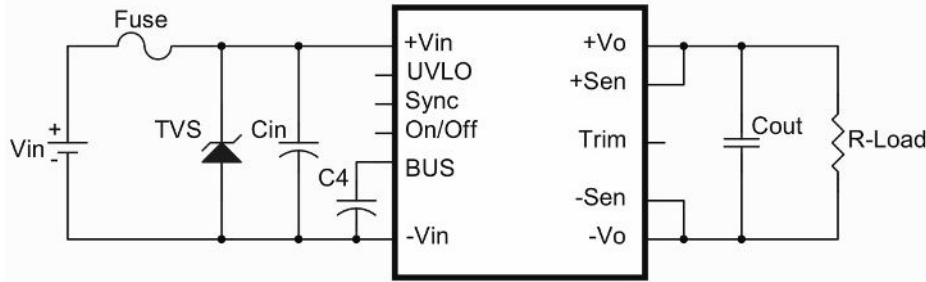 Fuse
+Vin
+Vo
UVLO
+Sen
Sync
+
TVS
Cin
On/Off
Trim
Cout
Vin
R-Load
-
C4
BUS
-Sen
-Vin
-Vo